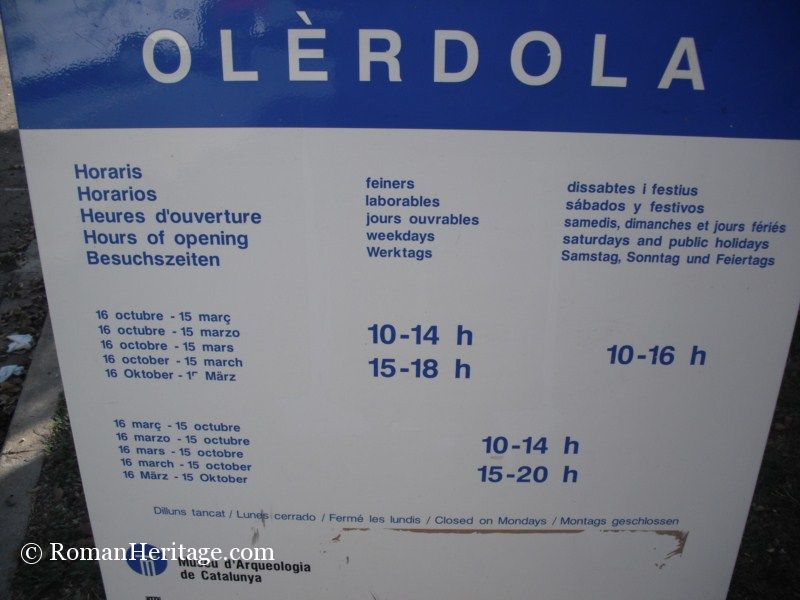 OLÈRDOLA
Horaris
Horarios
Heures d'ouverture
Hours of opening
Besuchszeiten
feiners
laborables
jours ouvrables
weekdays
Werktags
dissabtes i festius
sábados y festivos
samedis, dimanches et jours fériés
saturdays and public holidays
Samstag, Sonntag und Feiertags
16 octubre - 15 març
16 octubre - 15 marzo
16 octobre - 15 mars
16 october - 15 march
16 Oktober - 15 März
10-14 h
15-18 h
10-16 h
16 març - 15 octubre
16 marzo - 15 octubre
16 mars - 15 octobre
16 march - 15 october
16 März - 15 Oktober
10-14 h
15-20 h
Dilluns tancat / Lunes cerrado / Fermé les lundis / Closed on Mondays / Montags geschlossen
Museu d'Arqueologia
de Catalunya
© RomanHeritage.com